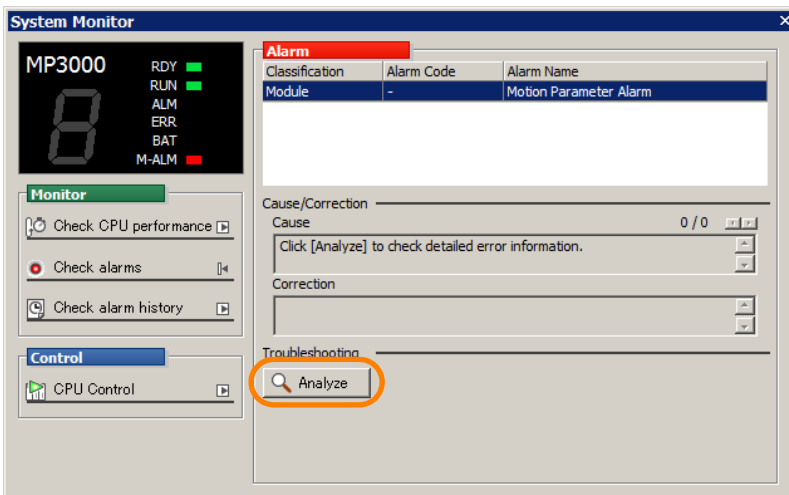 System Monitor
MP3000
RDY
RUN
ALM
ERR
BAT
M-ALM
Monitor
Check CPU performance
Check alarms
Check alarm history
Control
CPU Control
Alarm
Classification Alarm Code Alarm Name
Module - Motion Parameter Alarm
Cause/Correction
Cause 0 / 0
Click [Analyze] to check detailed error information.
Correction
Troubleshooting
Analyze